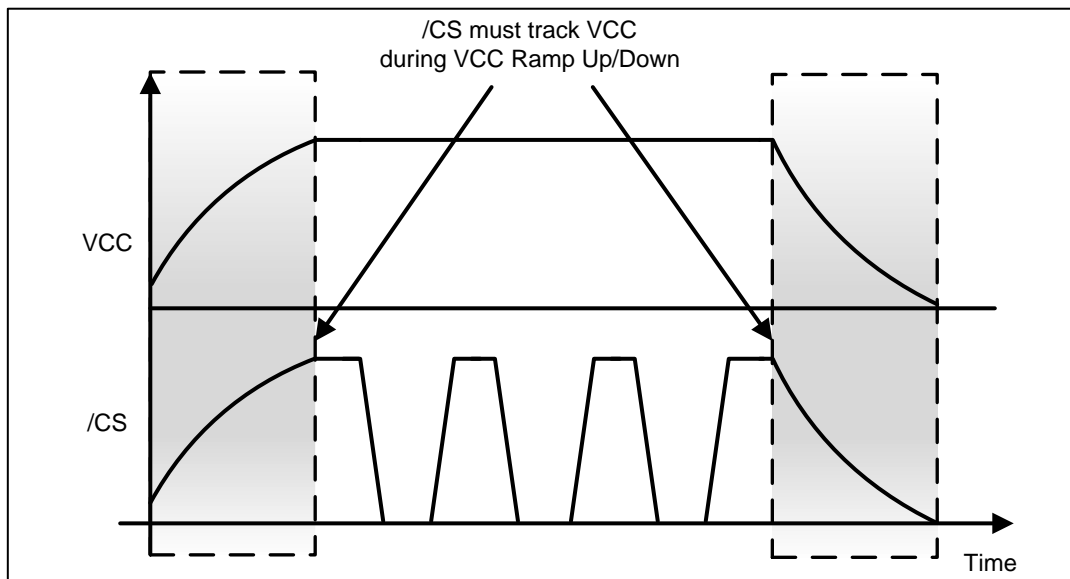 /CS must track VCC
during VCC Ramp Up/Down
VCC
/CS
Time